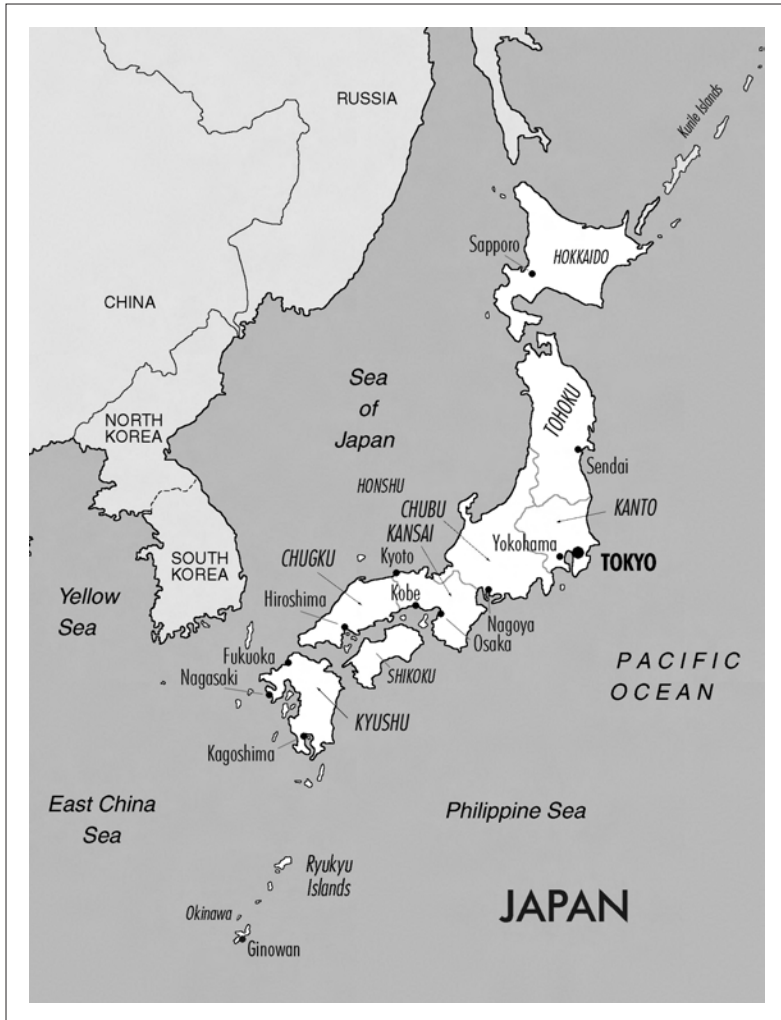 RUSSIA
Kurile Islands
Sapporo
HOKKAIDO
CHINA
Sea
of
Japan
TOHOKU
NORTH
KOREA
Sendai
HONSHU
CHUBU
KANTO
KANSAI
Yokohama
TOKYO
SOUTH
KOREA
CHUGKU
Kyoto
Yellow
Sea
Hiroshima
Kobe
Nagoya
Osaka
Fukuoka
Nagasaki
SHIKOKU
PACIFIC
OCEAN
KYUSHU
Kagoshima
East China
Sea
Philippine Sea
Ryukyu
Islands
JAPAN
Okinawa
Ginowan